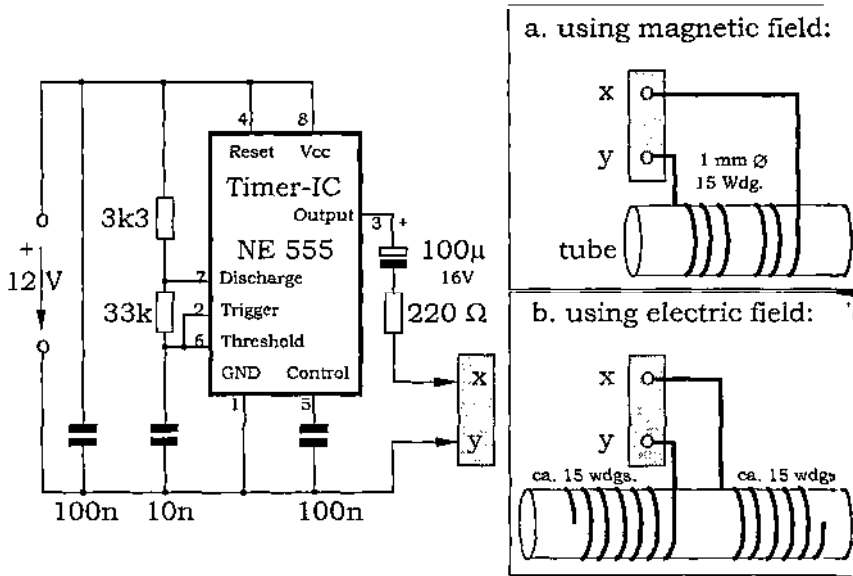 4 8
Reset Vcc
Timer-IC
Output
3 +
NE 555
3k3
+
12 V
7 Discharge
33k
2 Trigger
6 Threshold
GND Control
1 5
100µ
16V
220 Ω
x
y
100n 10n 100n
a. using magnetic field:
x
y
1 mm Ø
15 Wdg.
tube
b. using electric field:
x
y
ca. 15 wdgs. ca. 15 wdgs